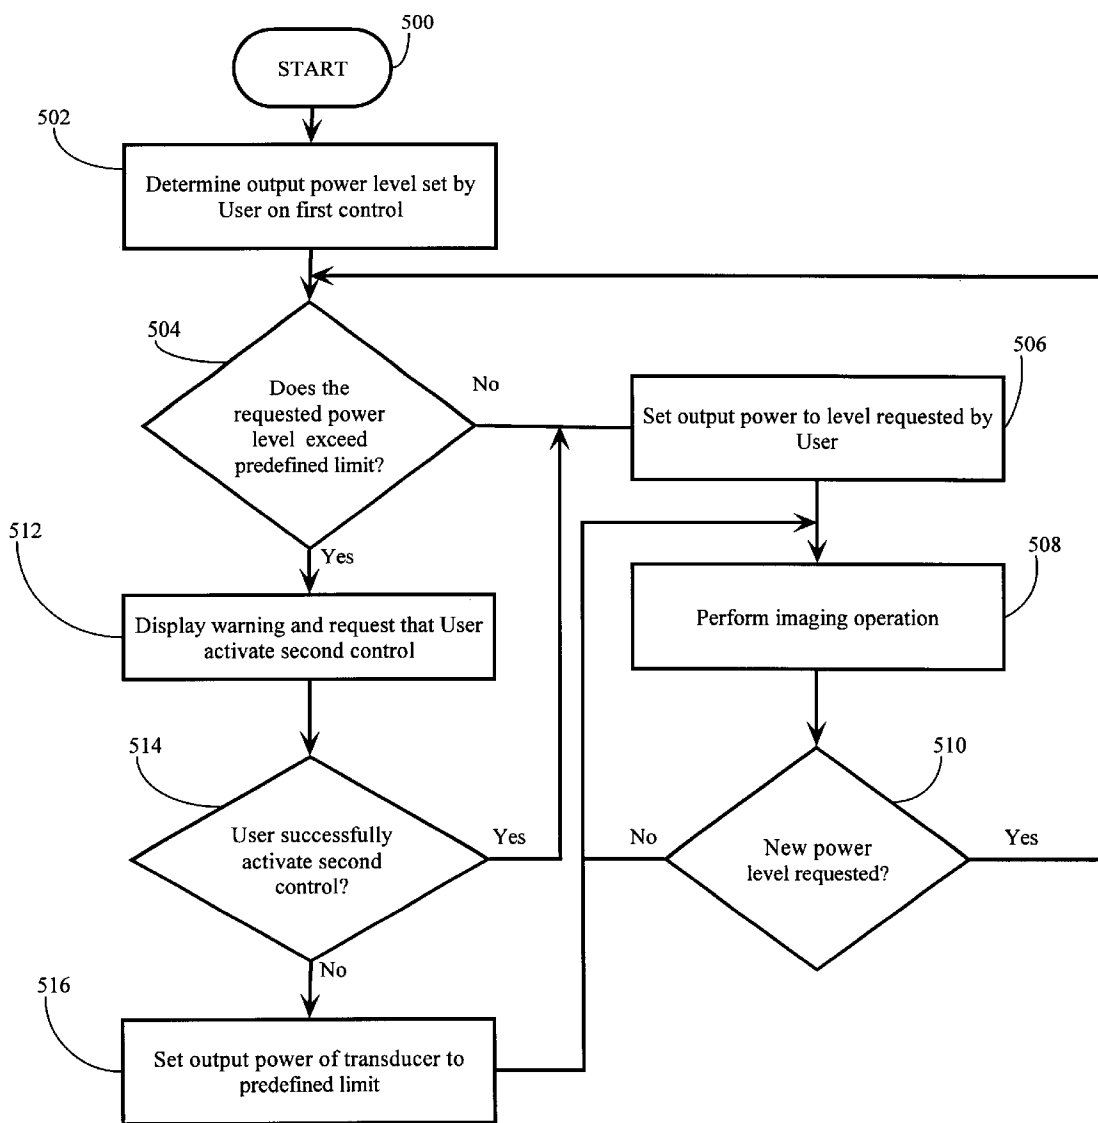 500
START
502
Determine output power level set by
User on first control
504
Does the
requested power
level exceed
predefined limit?
No
506
Set output power to level requested by
User
512
Yes
508
Display warning and request that User
activate second control
Perform imaging operation
514
510
User successfully
activate second
control?
Yes
No
New power
level requested?
Yes
No
516
Set output power of transducer to
predefined limit